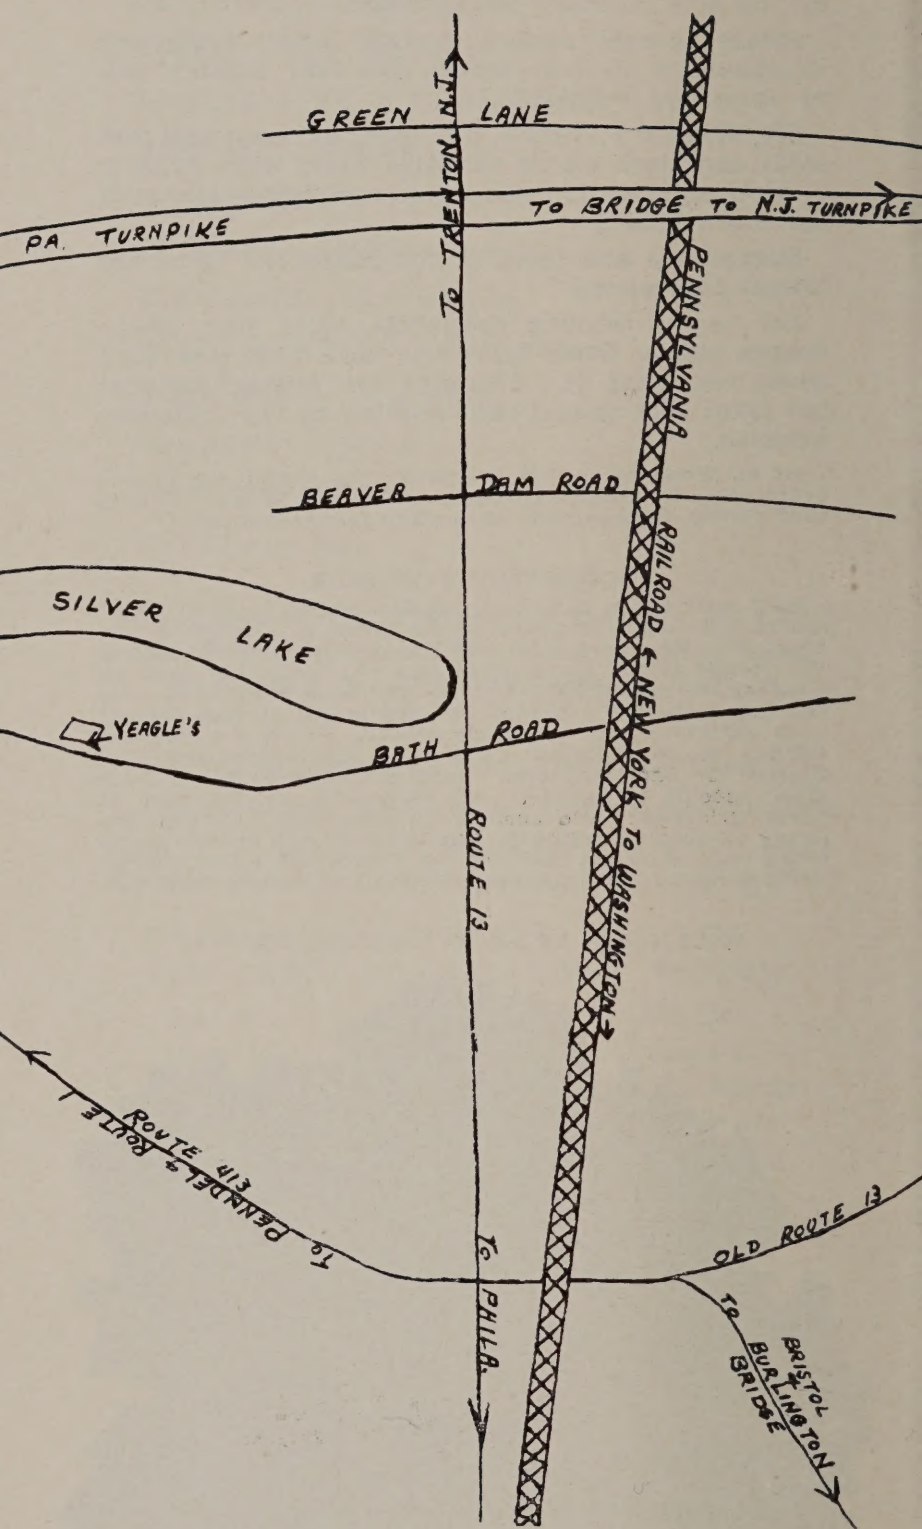 TO TRENTON, N.J.
GREEN LANE
PA. TURNPIKE
TO BRIDGE TO N.J. TURNPIKE
PENNSYLVANIA RAILROAD ← NEW YORK TO WASHINGTON →
BEAVER DAM ROAD
SILVER LAKE
YEAGLE'S
BATH ROAD
ROUTE 13
ROUTE 413
TO PENNDEL & ROUTE 1
TO PHILA.
OLD ROUTE 13
TO
BRISTOL
&
BURLINGTON
BRIDGE